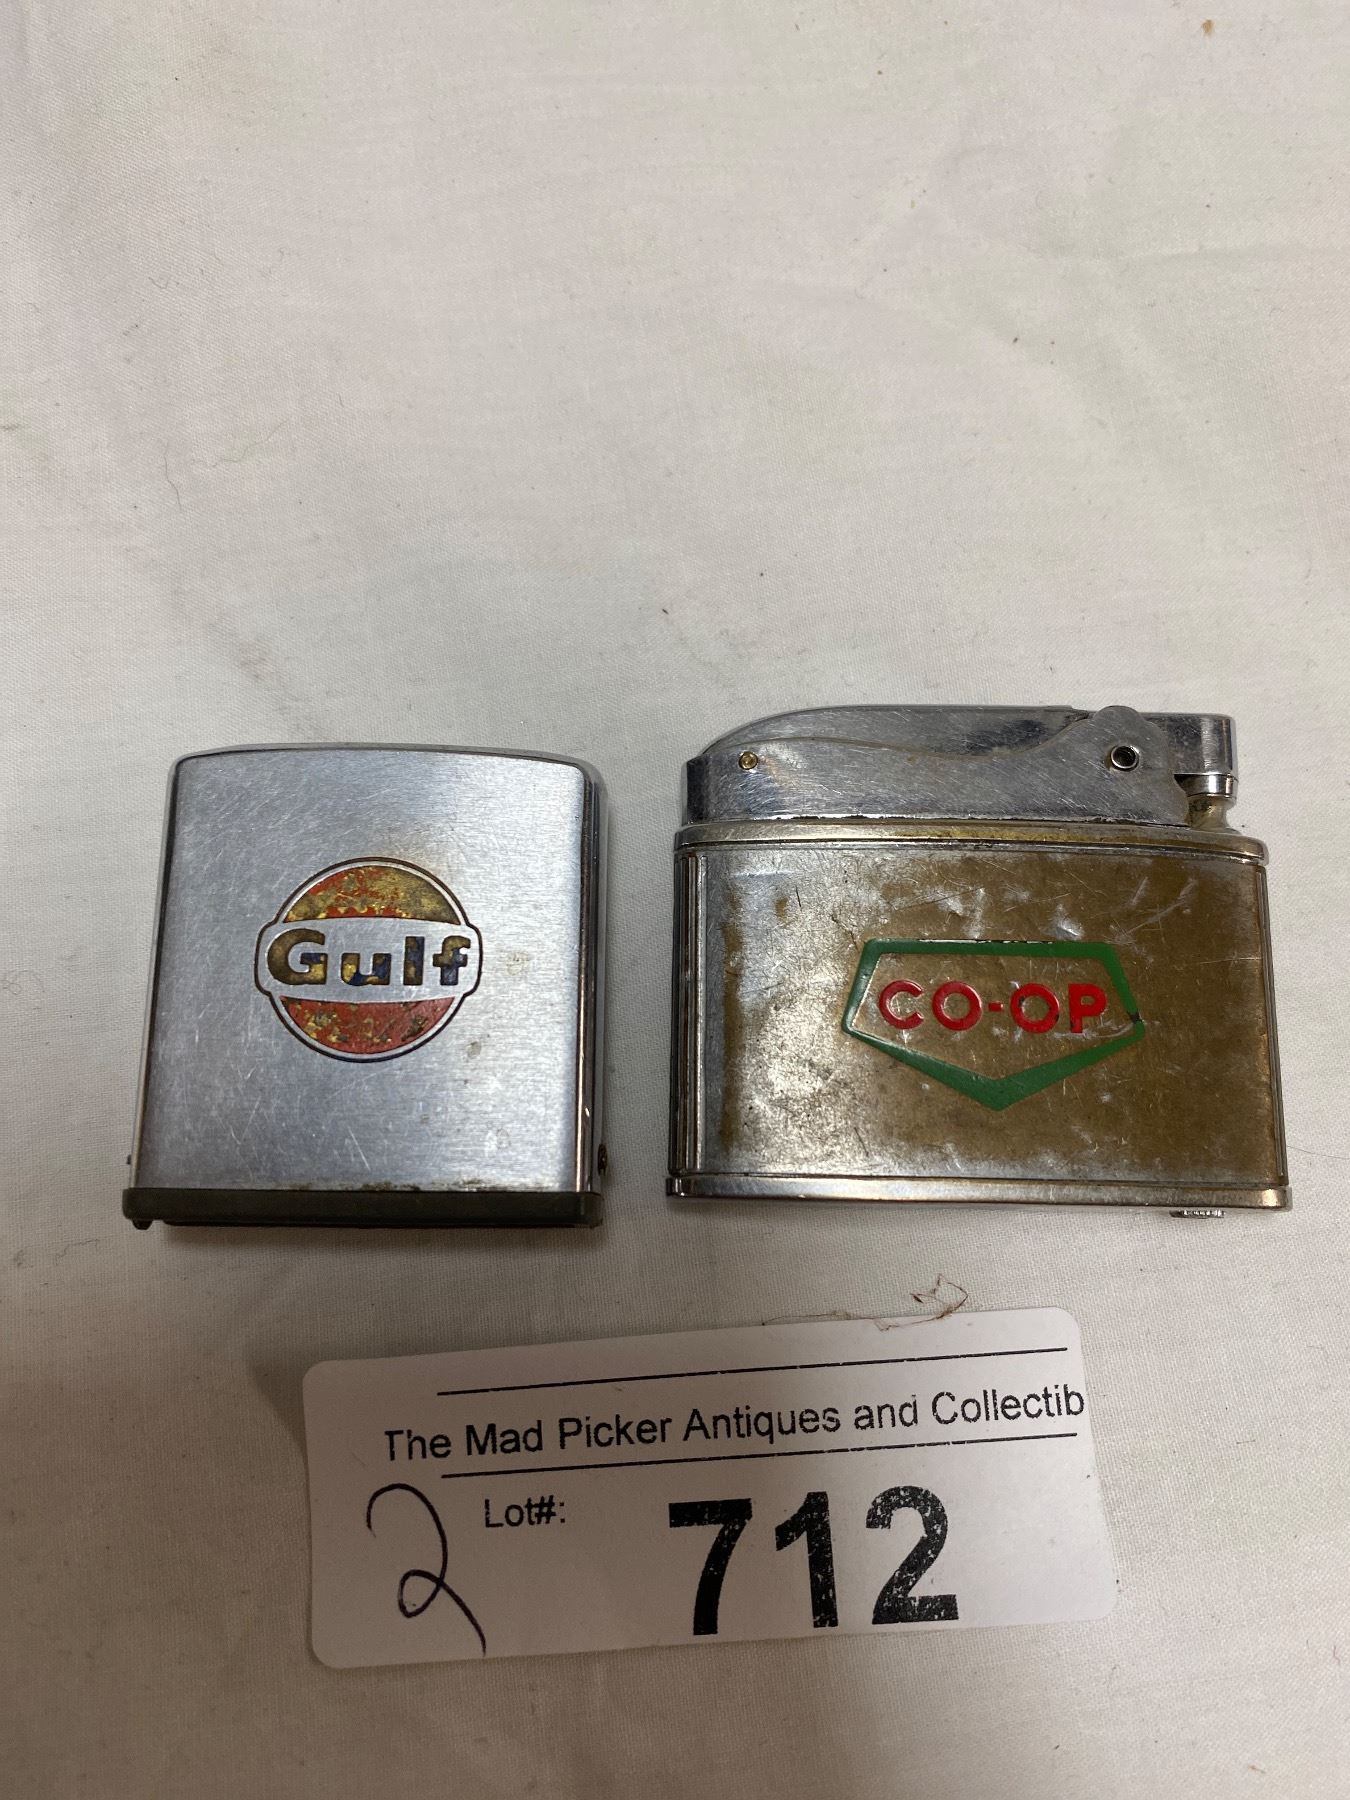 Gulf
CO-OP
The Mad Picker Antiques and Collectib
2 Lot#: 712